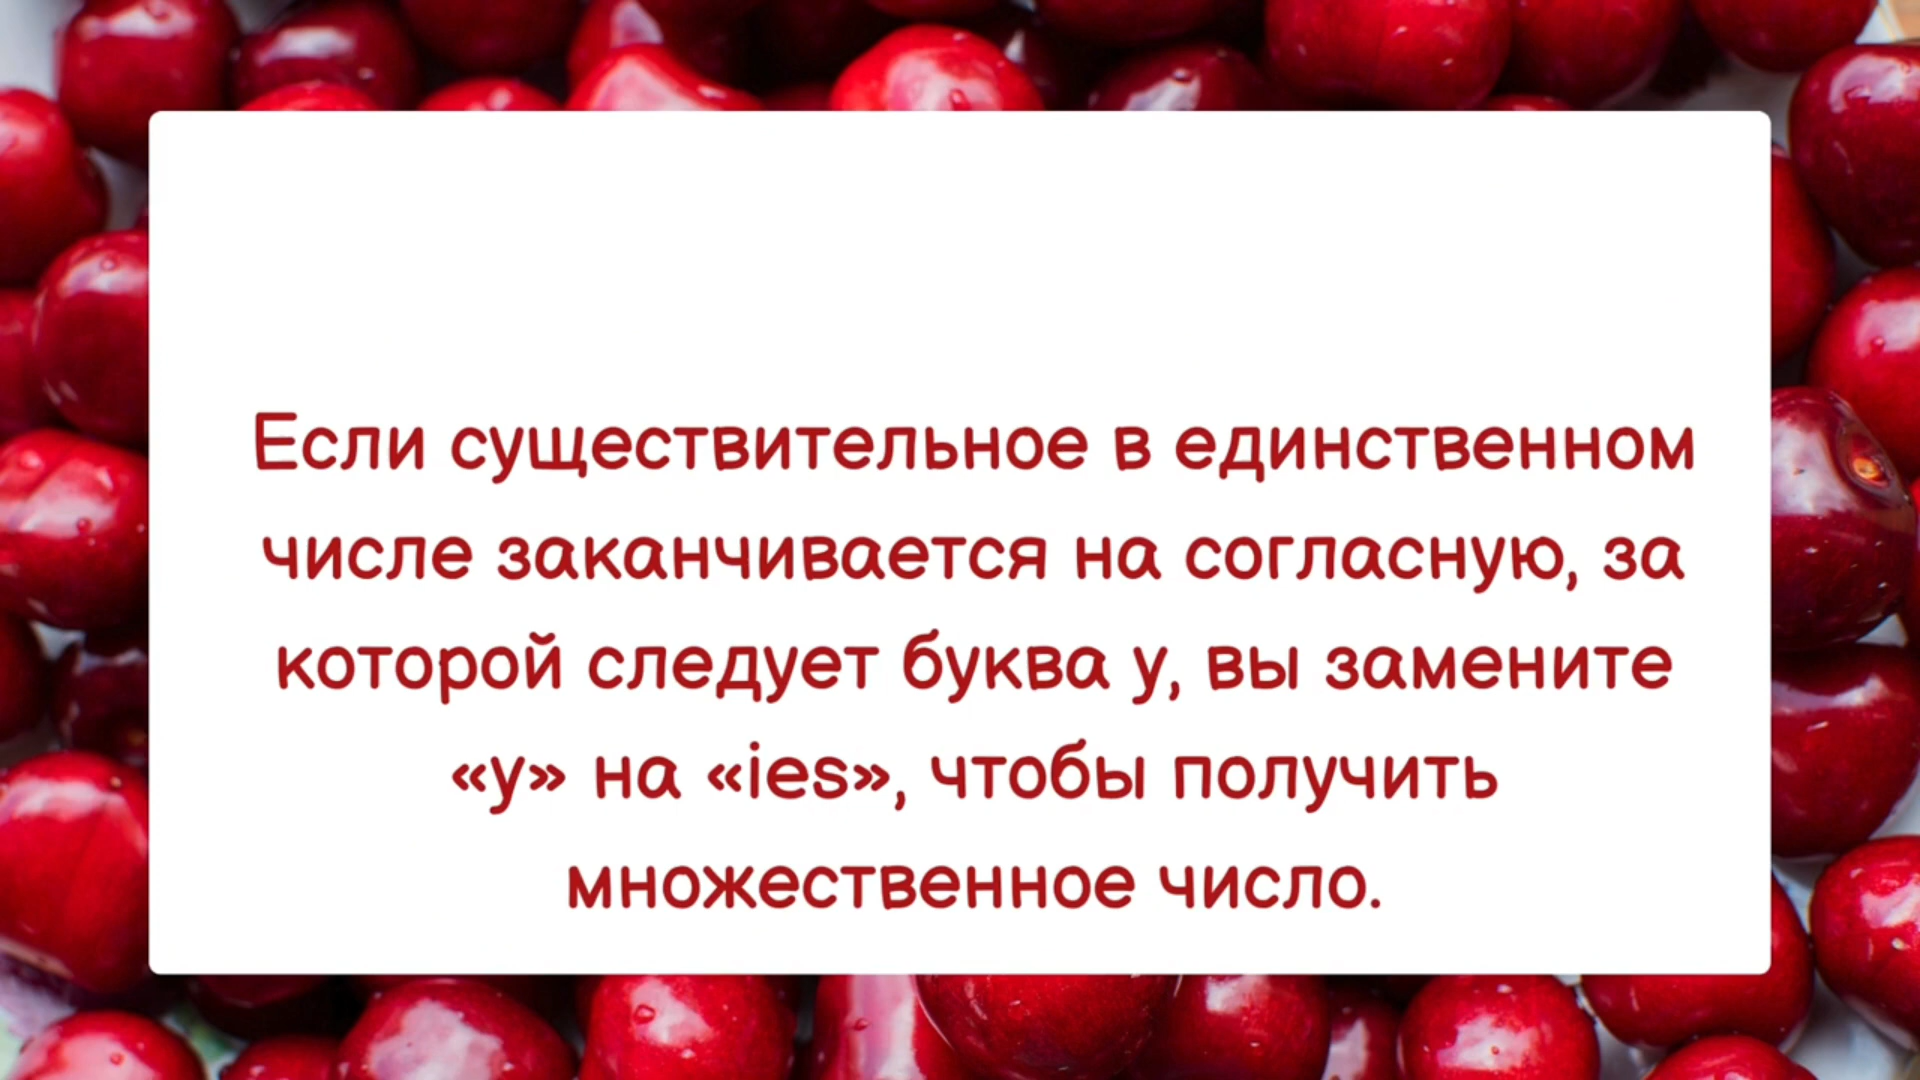 Если существительное в единственном
числе заканчивается на согласную, за
которой следует буква y, вы замените
«y» на «ies», чтобы получить
множественное число.